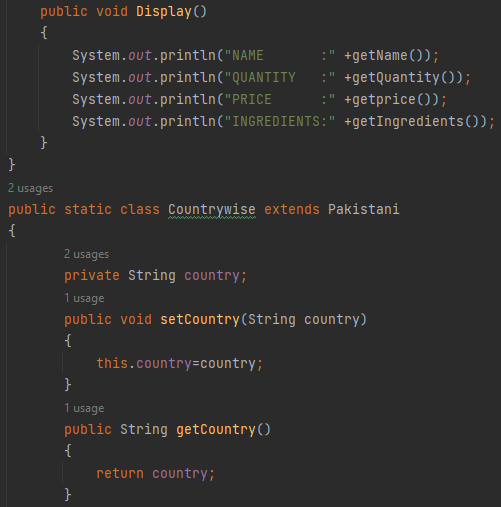 public void Display()
{
System.out.println("NAME       :" +getName());
System.out.println("QUANTITY   :" +getQuantity());
System.out.println("PRICE      :" +getprice());
System.out.println("INGREDIENTS:" +getIngredients());
}
}
2 usages
public static class Countrywise extends Pakistani
{
2 usages
private String country;
1 usage
public void setCountry(String country)
{
this.country=country;
}
1 usage
public String getCountry()
{
return country;
}